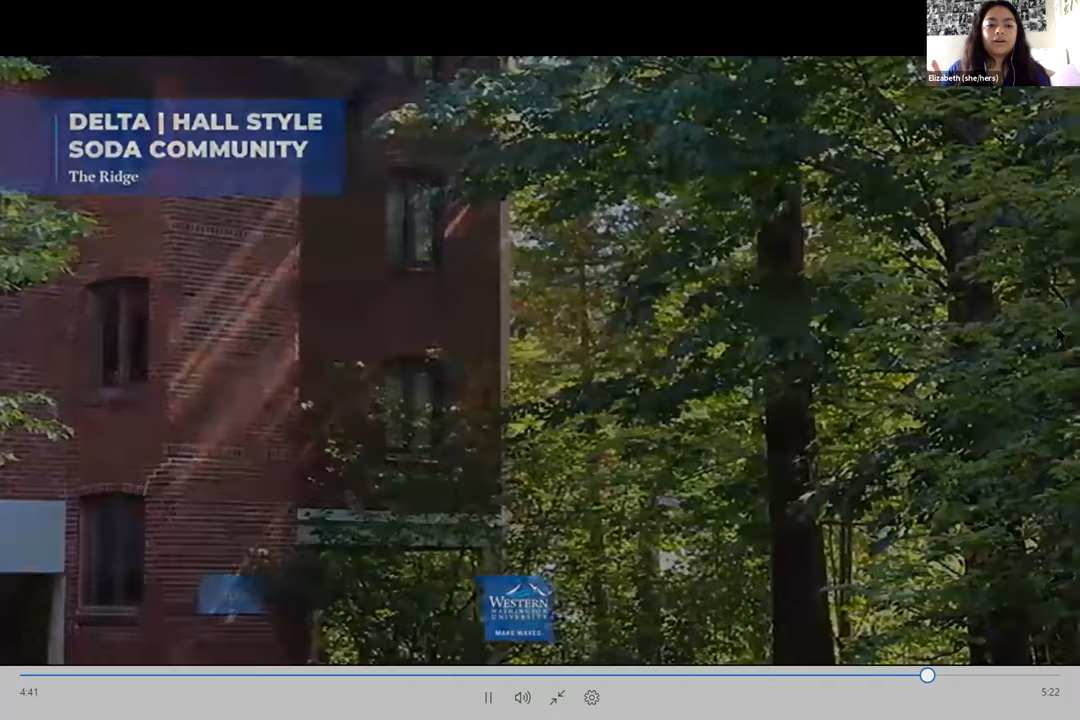 Elizabeth (she/hers)
DELTA | HALL STYLE
SODA COMMUNITY
The Ridge
WESTERN
WASHINGTON
UNIVERSITY
MAKE WAVES.
4:41
5:22